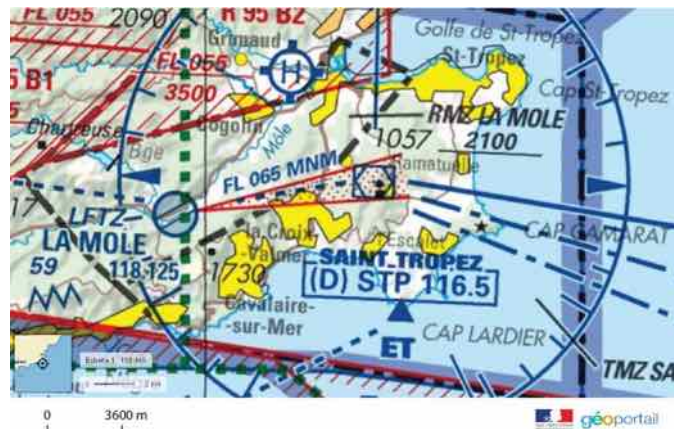 FL 055
2090
R 95 B2
Grimaud
Golfe de St-Tropez
St-Tropez
5 B1
FL 055
3500
H
Cap St-Tropez
Cogolin
Chartreuse
Bge
Môle
RMZ LA MOLE
1057
2100
Ramatuelle
FL 065 MNM
17
LFTZ
LA MOLE
118.125
59
la Croix-
Valmer
1730
l'Escalet
CAP CAMARAT
SAINT TROPEZ
(D) STP 116.5
Cavalaire-
sur-Mer
CAP LARDIER
ET
TMZ SA
0
3600 m
géoportail